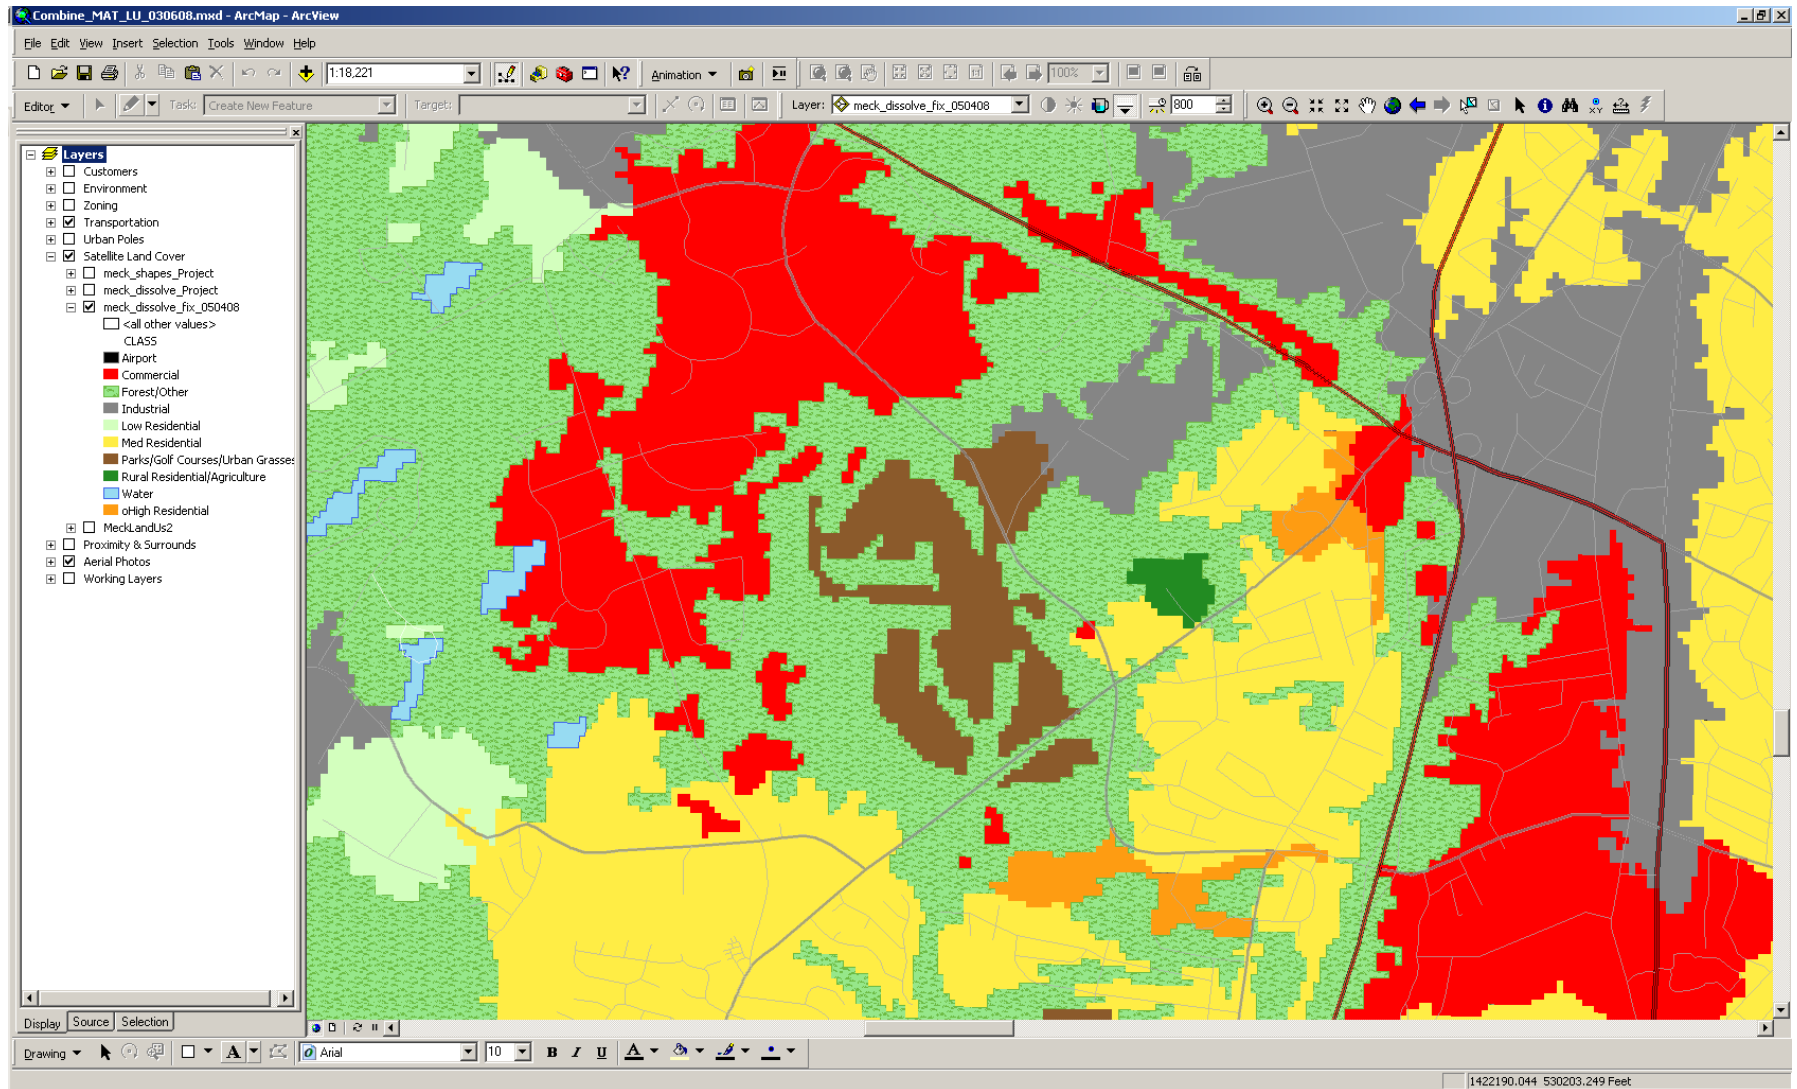 Combine_MAT_LU_030608.mxd - ArcMap - ArcView
File Edit View Insert Selection Tools Window Help
1:18,221 Animation 100%
Editor Task: Create New Feature Target: Layer: meck_dissolve_fix_050408 800
Layers
Customers
Environment
Zoning
Transportation
Urban Poles
Satellite Land Cover
meck_shapes_Project
meck_dissolve_Project
meck_dissolve_fix_050408
<all other values>
CLASS
Airport
Commercial
Forest/Other
Industrial
Low Residential
Med Residential
Parks/Golf Courses/Urban Grasses
Rural Residential/Agriculture
Water
oHigh Residential
MeckLandUs2
Proximity & Surrounds
Aerial Photos
Working Layers
Display Source Selection
Drawing A Arial 10 B I U A
1422190.044 530203.249 Feet